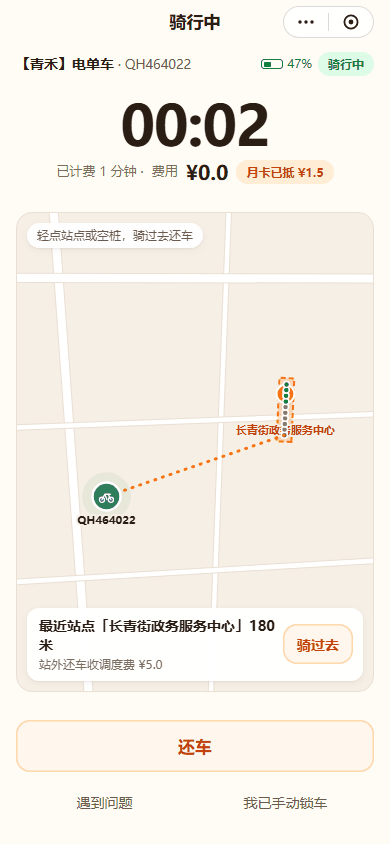 骑行中
【青禾】电单车 · QH464022
47%
骑行中
00:02
已计费 1 分钟 · 费用 ¥0.0 月卡已抵 ¥1.5
轻点站点或空桩，骑过去还车
长青街政务服务中心
QH464022
最近站点「长青街政务服务中心」180
米
站外还车收调度费 ¥5.0
骑过去
还车
遇到问题
我已手动锁车